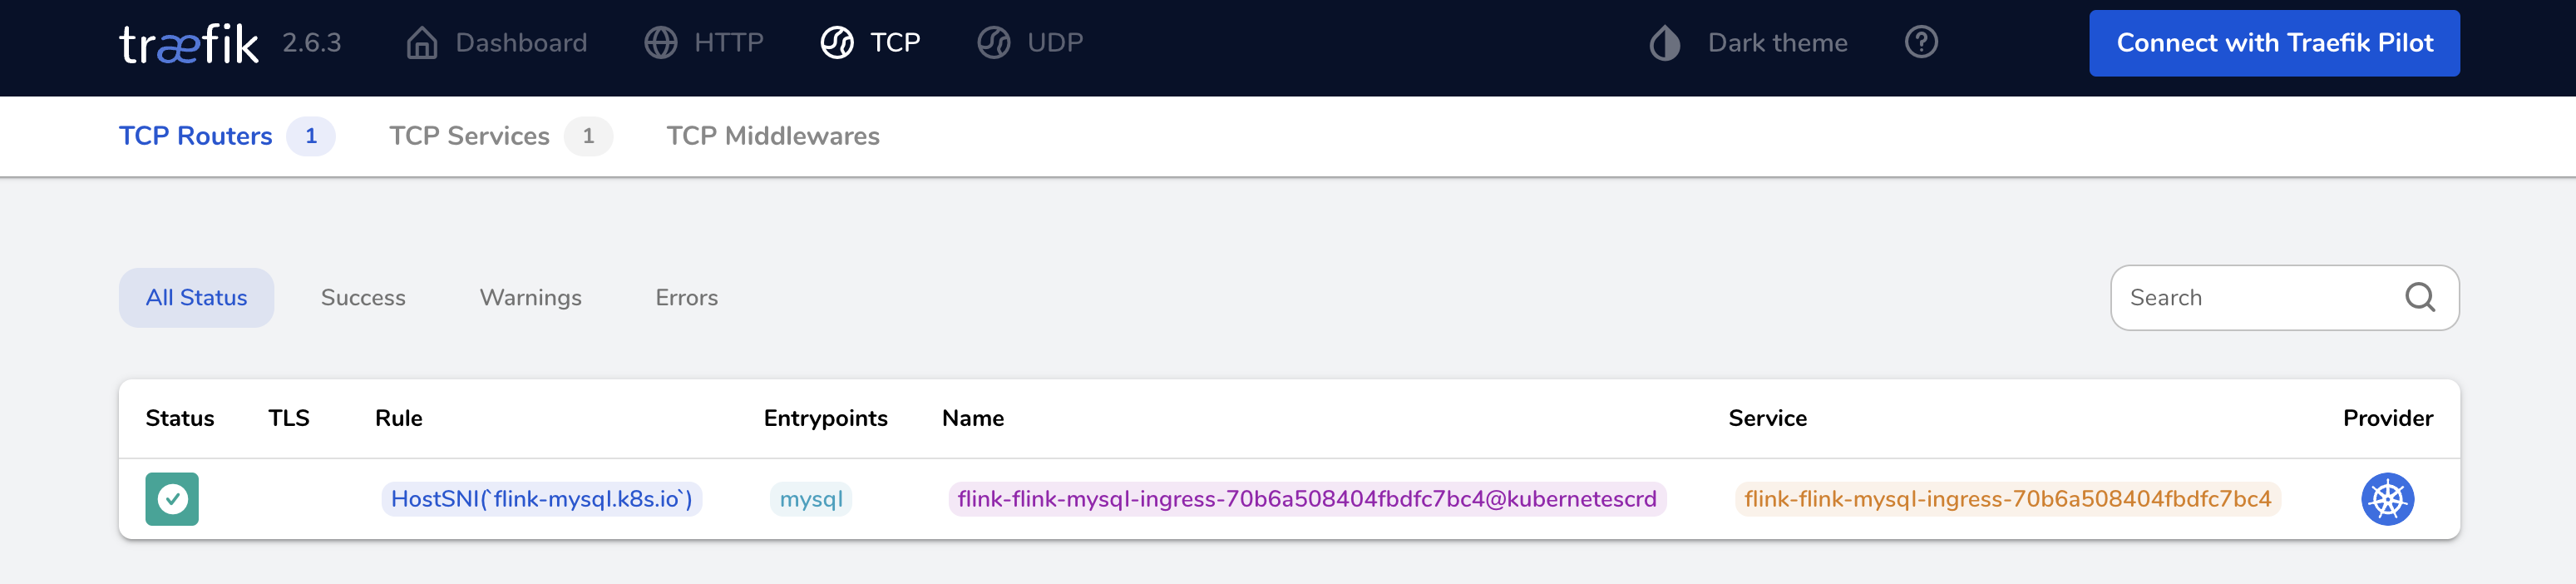 træfik 2.6.3 Dashboard HTTP TCP UDP Dark theme Connect with Traefik Pilot
TCP Routers 1 TCP Services 1 TCP Middlewares
All Status Success Warnings Errors Search
Status TLS Rule Entrypoints Name Service Provider
HostSNI(`flink-mysql.k8s.io`) mysql flink-flink-mysql-ingress-70b6a508404fbdfc7bc4@kubernetescrd flink-flink-mysql-ingress-70b6a508404fbdfc7bc4